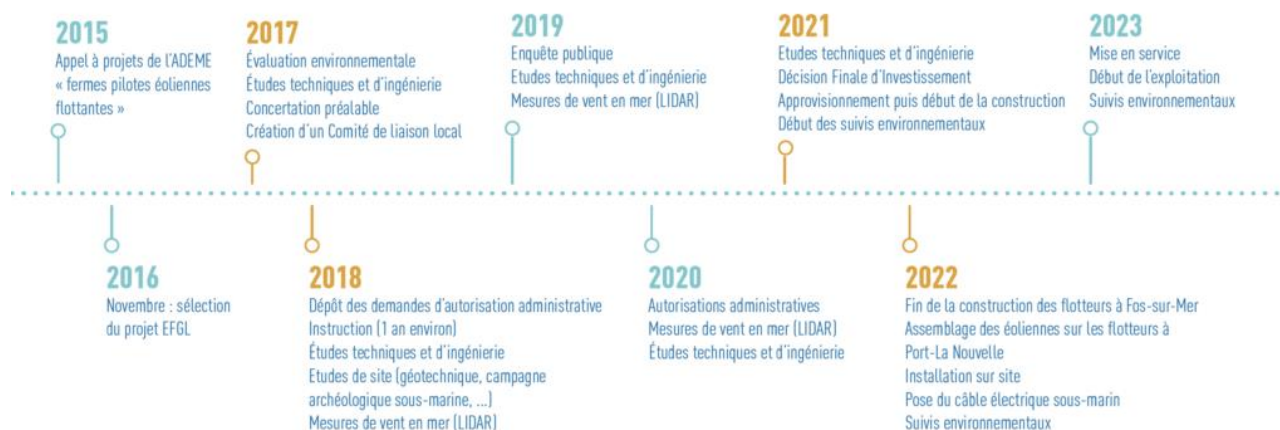 2015
Appel à projets de l'ADEME
« fermes pilotes éoliennes
flottantes »
2017
Évaluation environnementale
Études techniques et d'ingénierie
Concertation préalable
Création d'un Comité de liaison local
2019
Enquête publique
Etudes techniques et d'ingénierie
Mesures de vent en mer (LIDAR)
2021
Etudes techniques et d'ingénierie
Décision Finale d'Investissement
Approvisionnement puis début de la construction
Début des suivis environnementaux
2023
Mise en service
Début de l'exploitation
Suivis environnementaux
2016
Novembre : sélection
du projet EFGL
2018
Dépôt des demandes d'autorisation administrative
Instruction (1 an environ)
Études techniques et d'ingénierie
Etudes de site (géotechnique, campagne
archéologique sous-marine, ...)
Mesures de vent en mer (LIDAR)
2020
Autorisations administratives
Mesures de vent en mer (LIDAR)
Études techniques et d'ingénierie
2022
Fin de la construction des flotteurs à Fos-sur-Mer
Assemblage des éoliennes sur les flotteurs à
Port-La Nouvelle
Installation sur site
Pose du câble électrique sous-marin
Suivis environnementaux